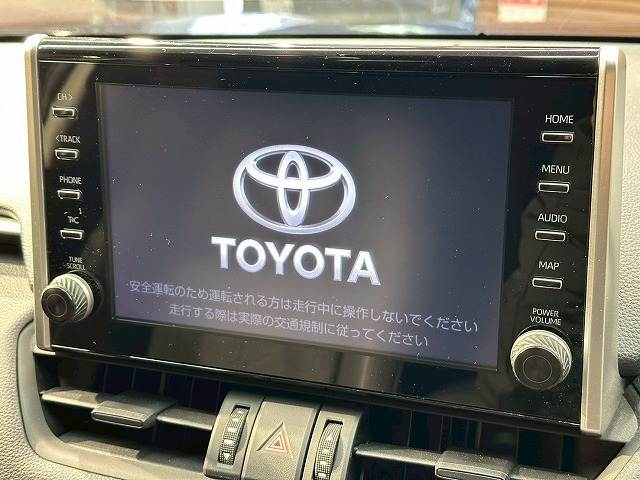 CH >
< TRACK
PHONE
TUNE
SCROLL
TOYOTA
安全運転のため運転される方は走行中に操作しないでください
走行する際は実際の交通規制に従ってください
HOME
MENU
AUDIO
MAP
POWER
VOLUME